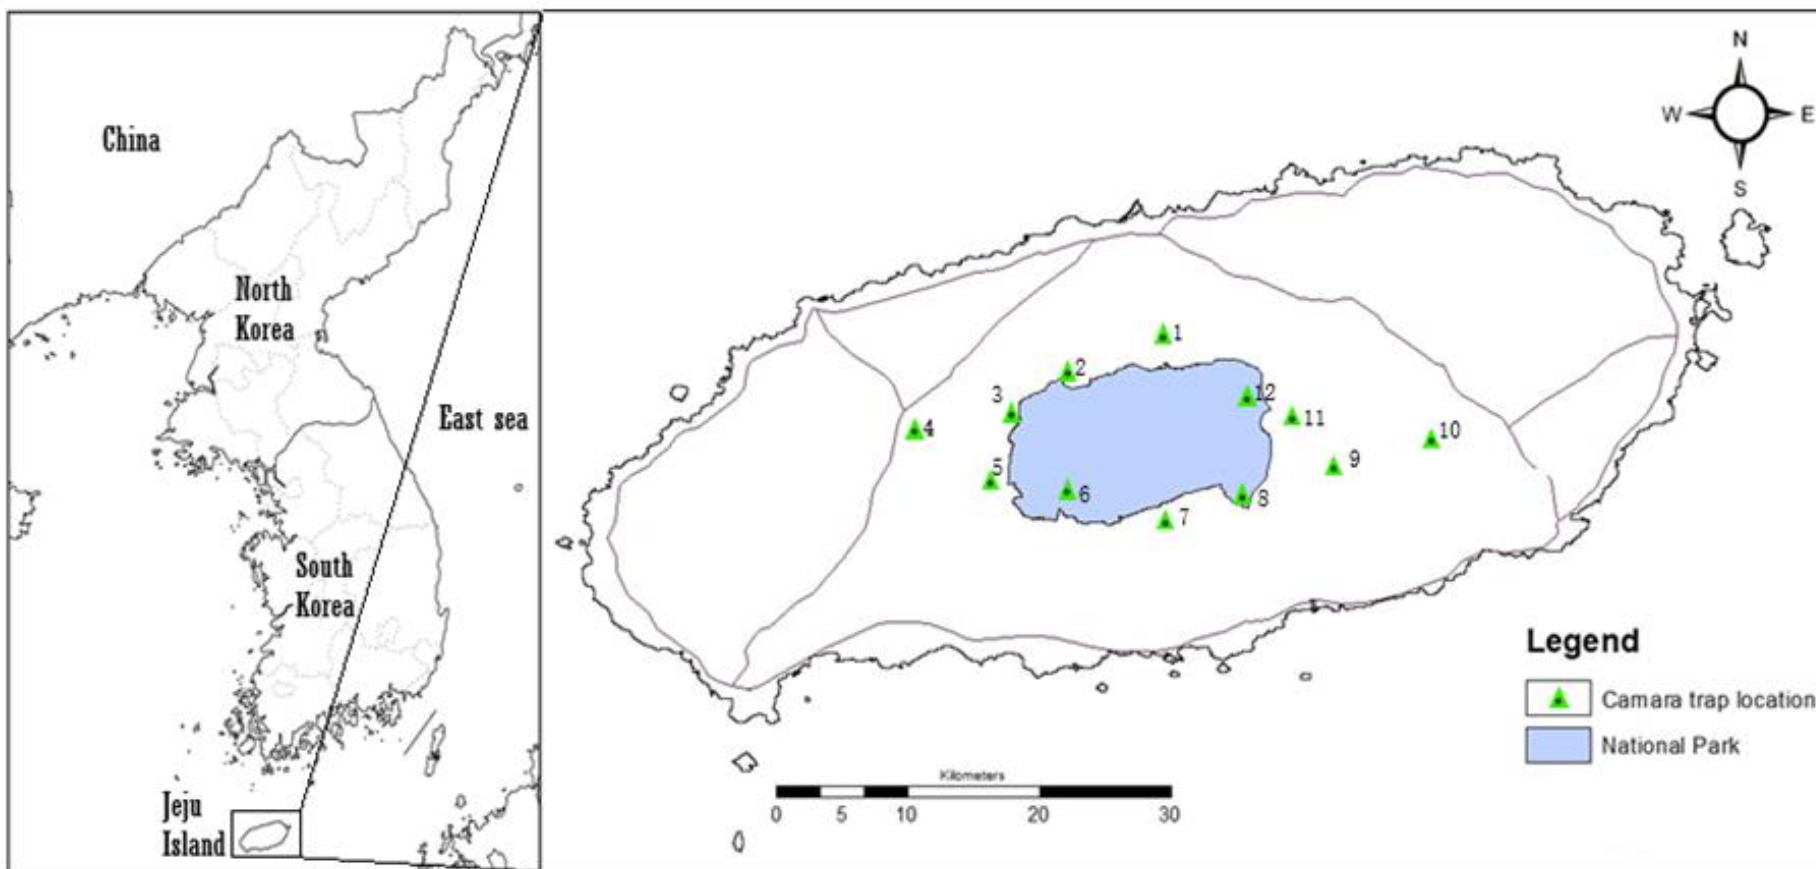 China
North
Korea
East sea
South
Korea
Jeju
Island
N
W
E
S
1
2
3
12
11
4
10
9
5
6
8
7
Legend
Camara trap location
National Park
Kilometers
0 5 10 20 30